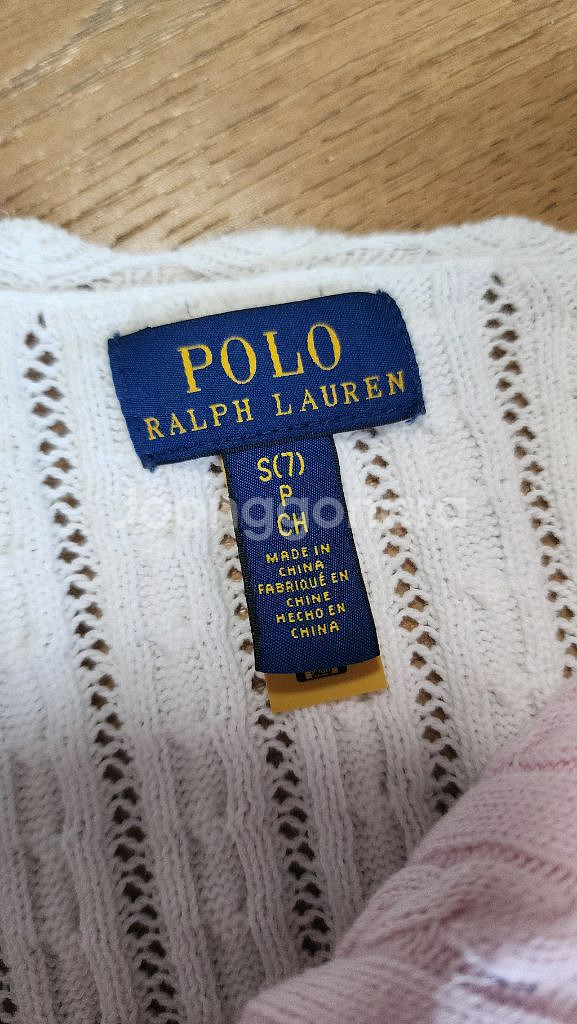 POLO
RALPH LAUREN
S(7)
P
CH
MADE IN
CHINA
FABRIQUÉ EN
CHINE
HECHO EN
CHINA